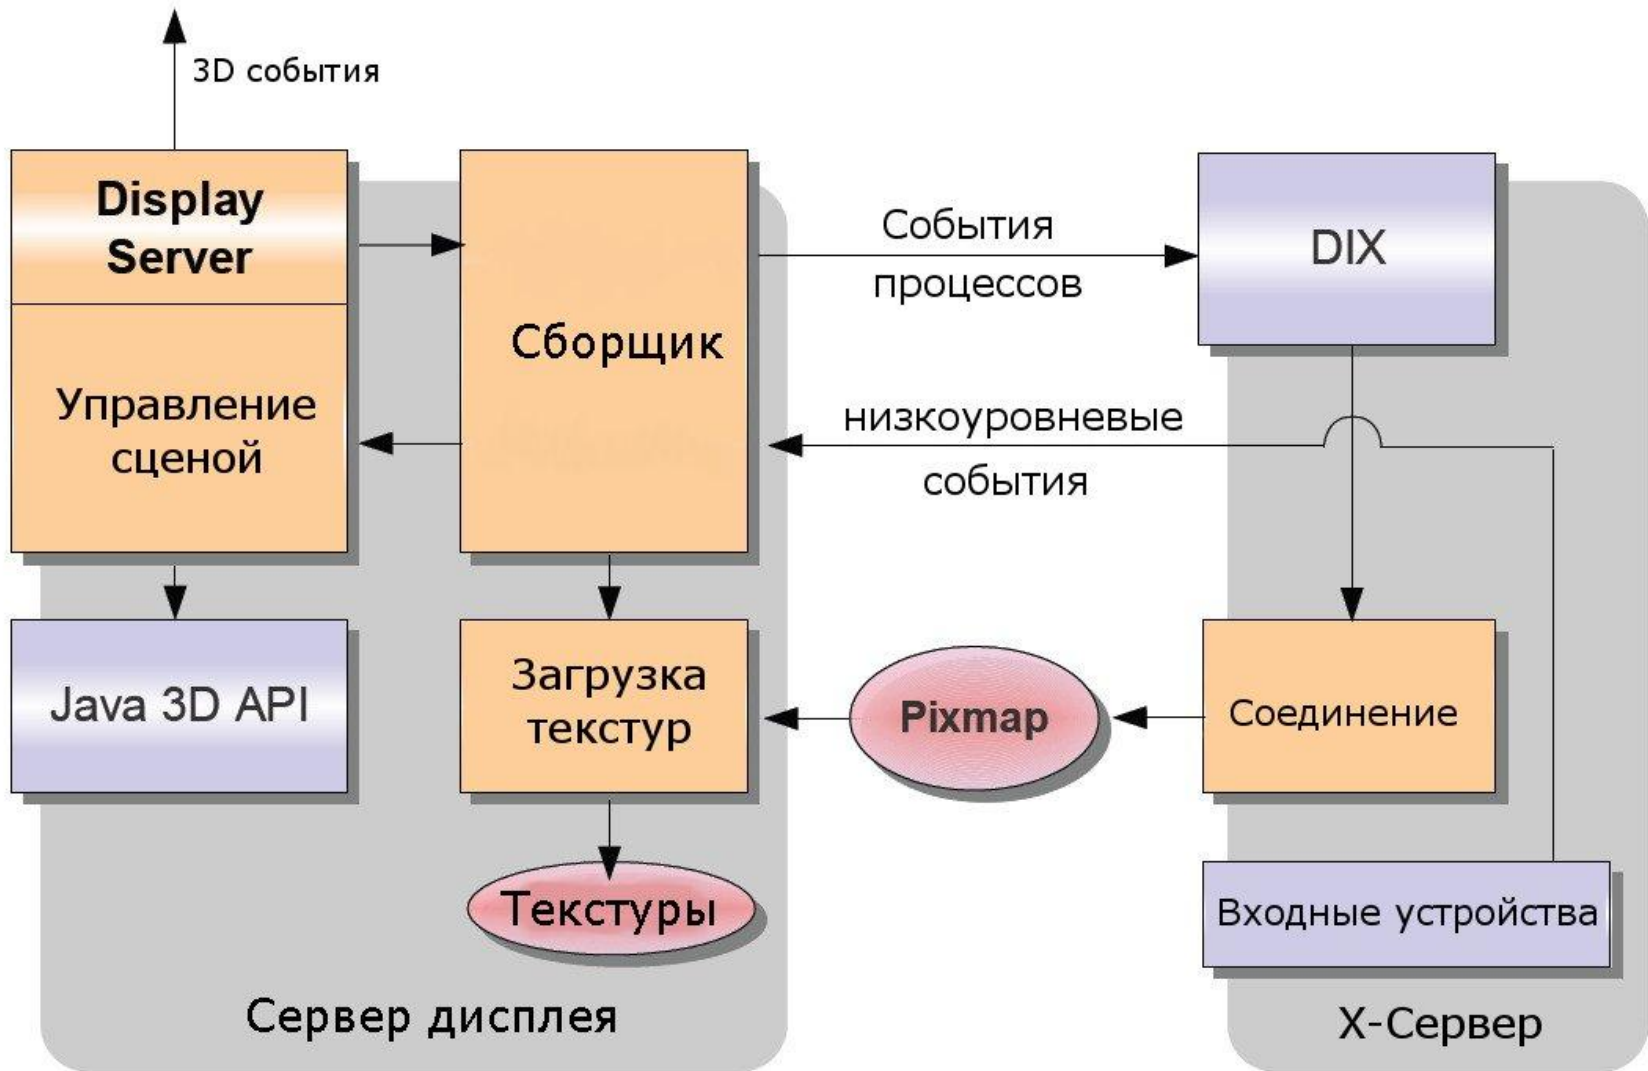 3D события
Display
Server
Управление
сценой
Сборщик
События
процессов
DIX
низкоуровневые
события
Java 3D API
Загрузка
текстур
Pixmap
Соединение
Текстуры
Входные устройства
Сервер дисплея
X-Сервер